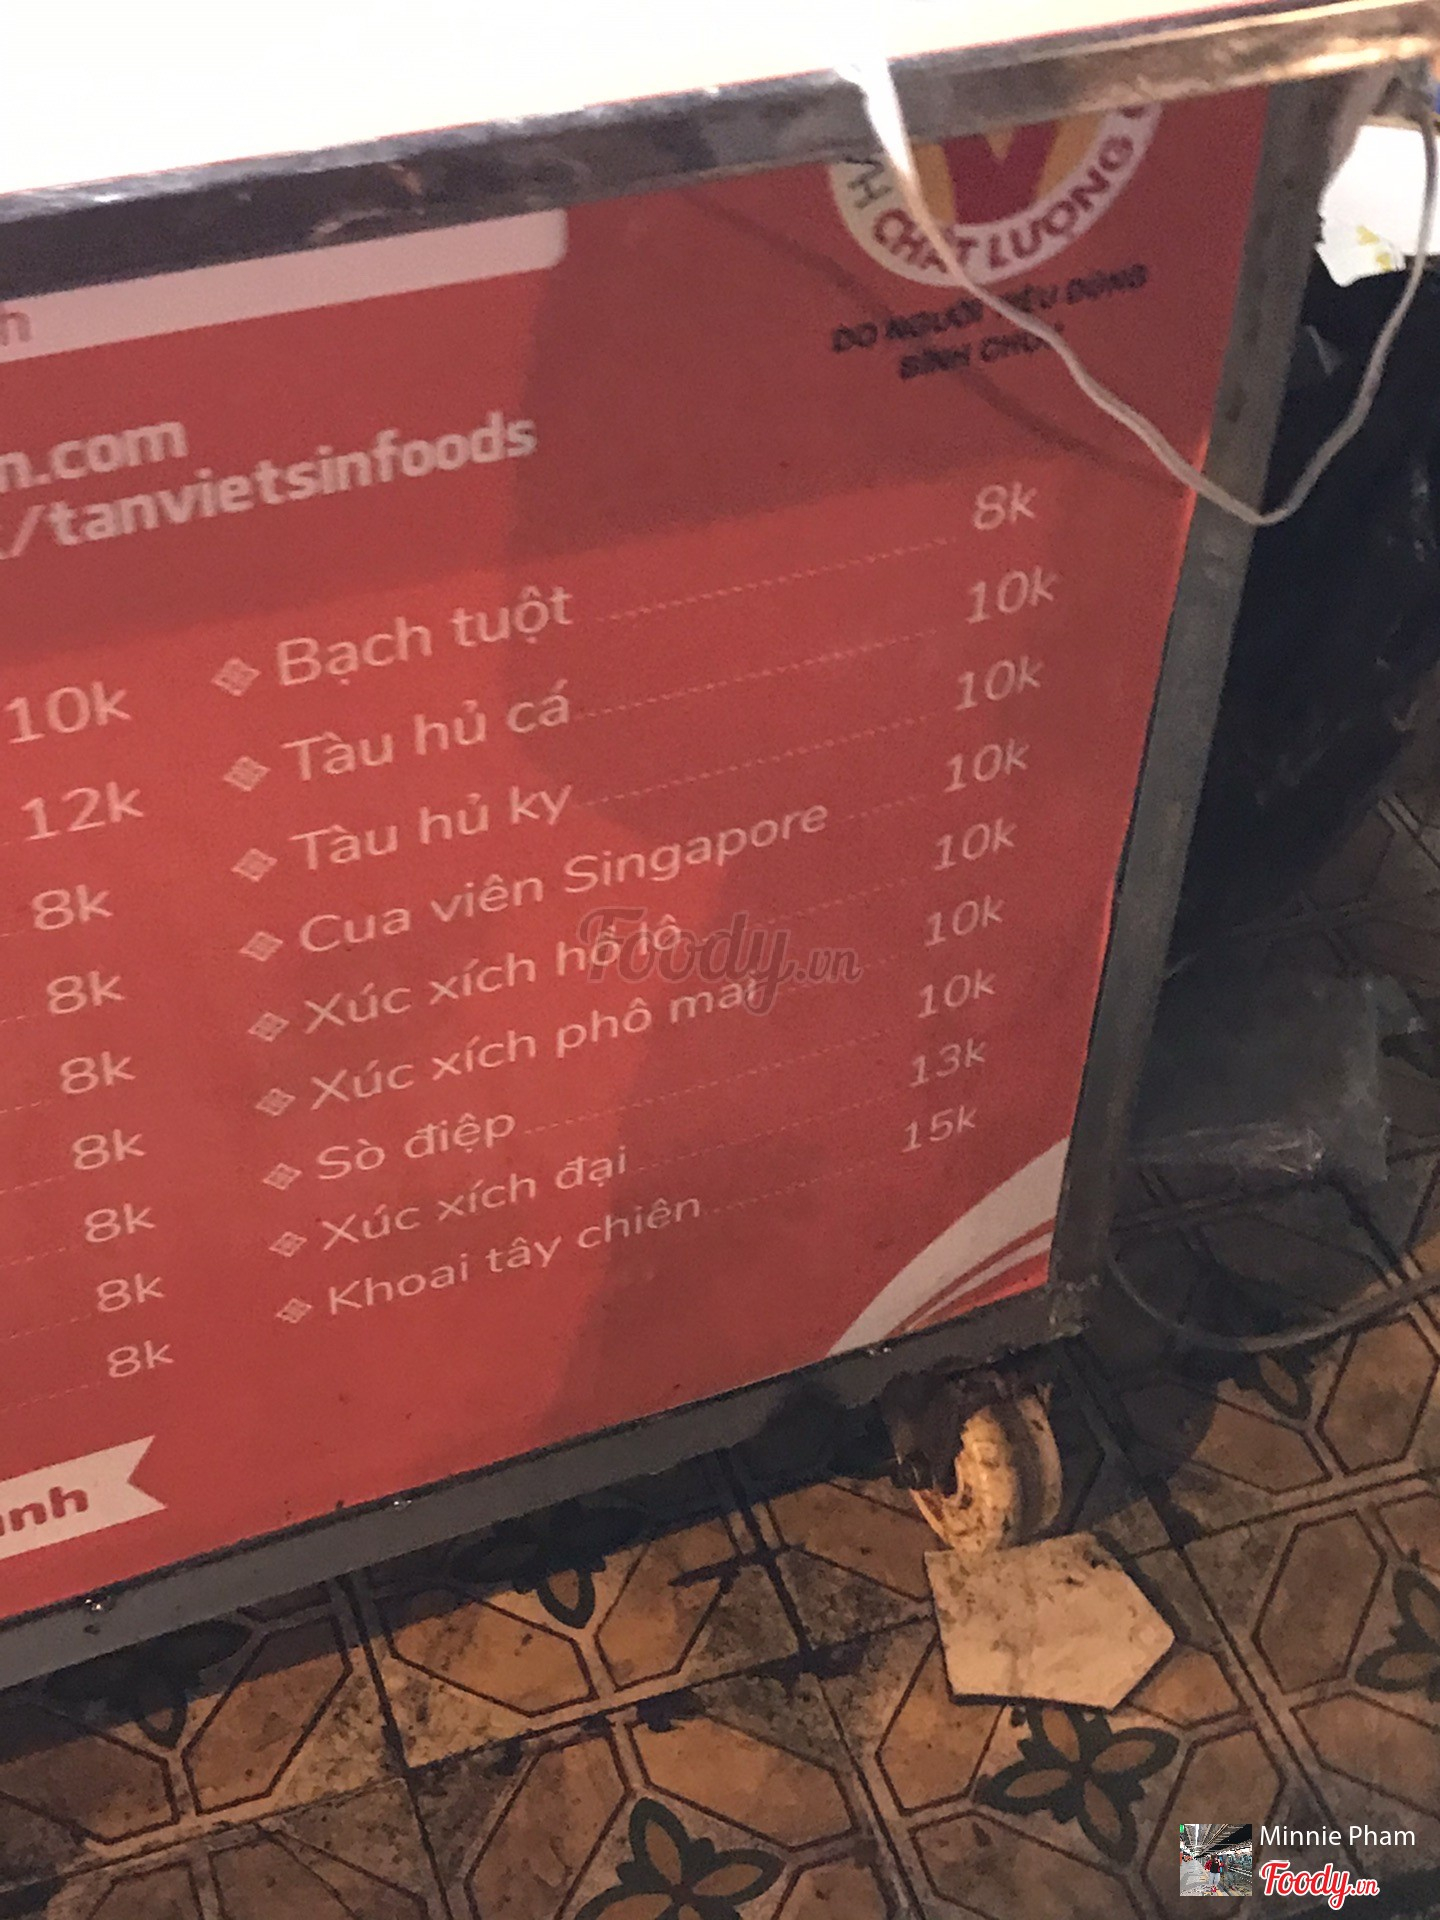 CHẤT LƯỢNG
DO NGƯỜI TIÊU DÙNG
BÌNH CHỌN
h
n.com
/tanvietsinfoods
10k
12k
8k
8k
8k
8k
8k
8k
8k
Bạch tuột 8k
Tàu hủ cá 10k
Tàu hủ ky 10k
Cua viên Singapore 10k
Xúc xích hồ lô 10k
Xúc xích phô mai 10k
Sò điệp 10k
Xúc xích đại 13k
Khoai tây chiên 15k
ành
Foody.vn
Minnie Pham
Foody.vn